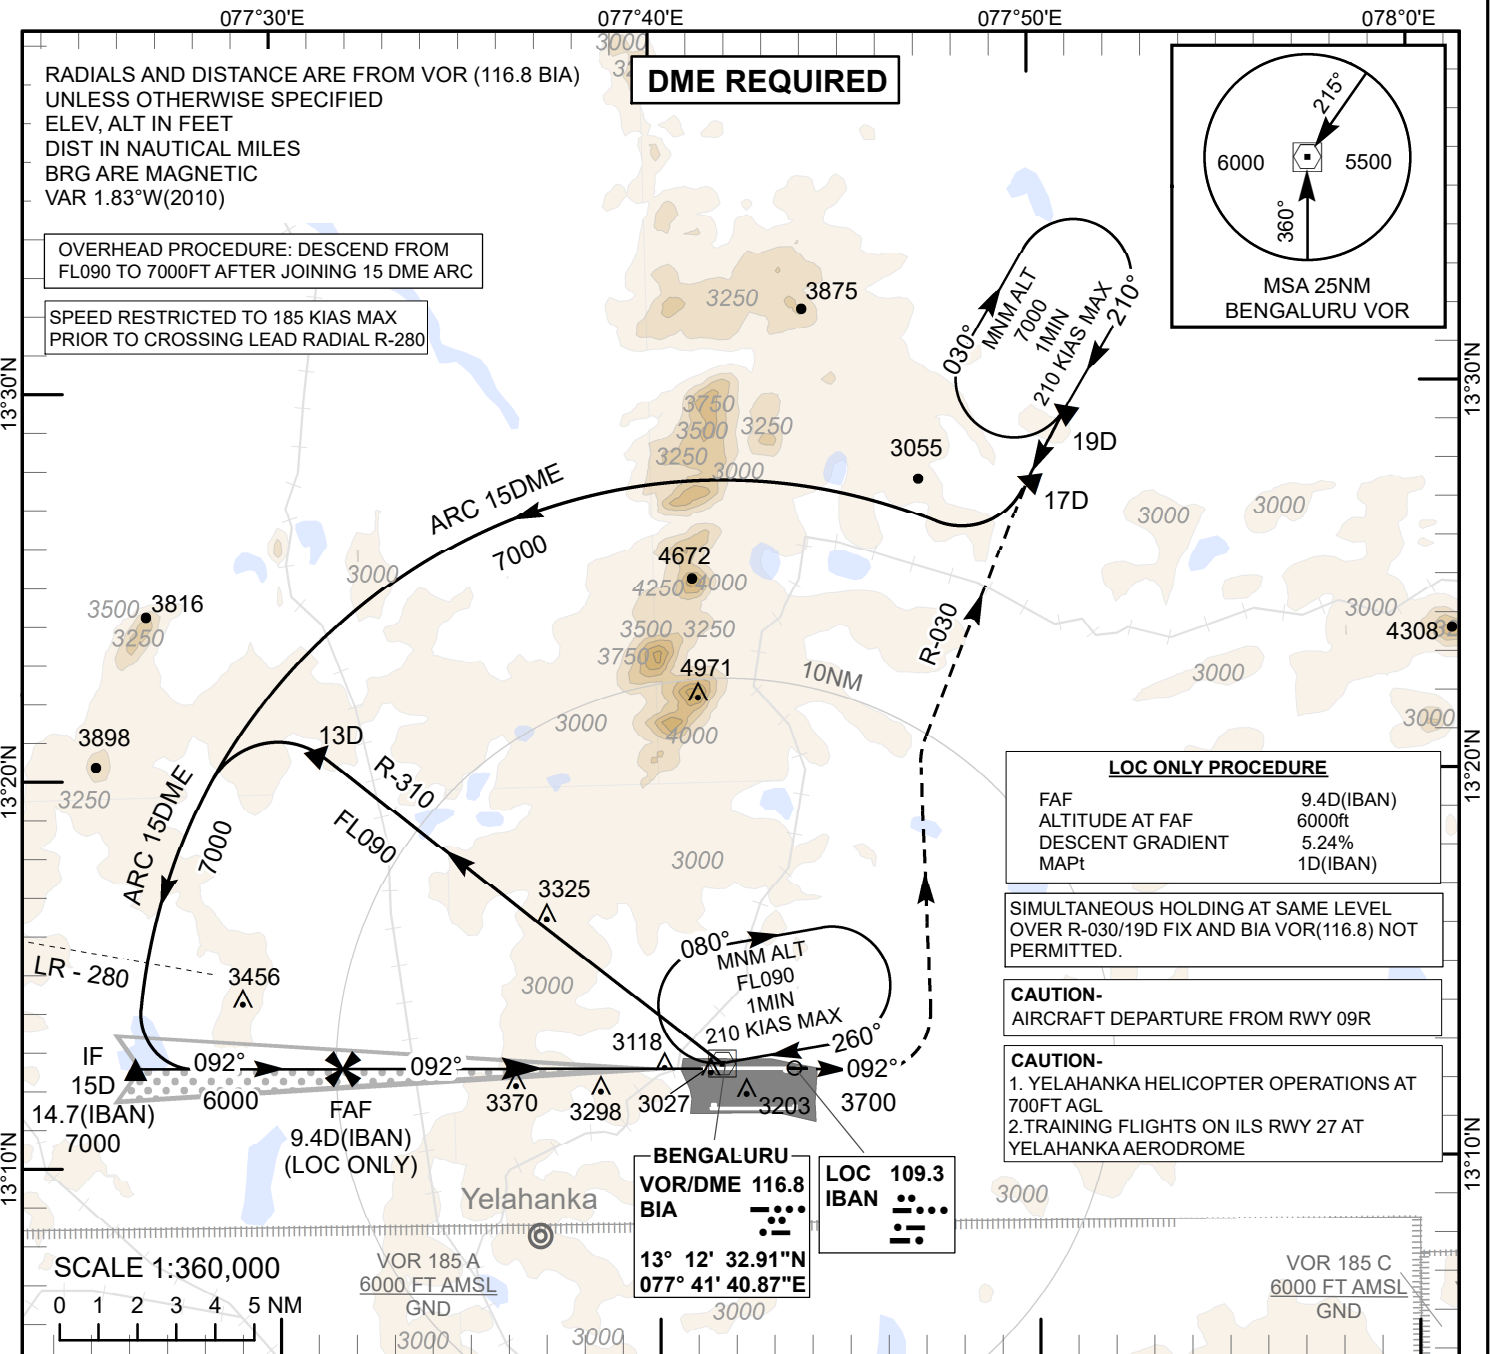 077°30'E
077°40'E
077°50'E
078°0'E
RADIALS AND DISTANCE ARE FROM VOR (116.8 BIA)
UNLESS OTHERWISE SPECIFIED
ELEV, ALT IN FEET
DIST IN NAUTICAL MILES
BRG ARE MAGNETIC
VAR 1.83°W(2010)
DME REQUIRED
3000
215°
6000
5500
360°
MSA 25NM
BENGALURU VOR
OVERHEAD PROCEDURE: DESCEND FROM
FL090 TO 7000FT AFTER JOINING 15 DME ARC
SPEED RESTRICTED TO 185 KIAS MAX
PRIOR TO CROSSING LEAD RADIAL R-280
3250
3875
030°
MNM ALT
7000
1MIN
210 KIAS MAX
210°
13°30'N
13°30'N
3750
3500
3250
3250
3000
3055
19D
17D
ARC 15DME
7000
3000
3000
3000
4672
4250
4000
3500
3816
3250
3500
3250
3750
4971
R-030
3000
4308
10NM
3000
3000
3000
4000
3898
3250
13D
R-310
FL090
ARC 15DME
7000
13°20'N
13°20'N
LOC ONLY PROCEDURE
FAF 9.4D(IBAN)
ALTITUDE AT FAF 6000ft
DESCENT GRADIENT 5.24%
MAPt 1D(IBAN)
3000
3325
SIMULTANEOUS HOLDING AT SAME LEVEL
OVER R-030/19D FIX AND BIA VOR(116.8) NOT
PERMITTED.
080°
MNM ALT
FL090
1MIN
210 KIAS MAX
260°
LR - 280
3456
3000
CAUTION-
AIRCRAFT DEPARTURE FROM RWY 09R
3118
IF
15D
14.7(IBAN)
7000
092°
092°
092°
6000
FAF
9.4D(IBAN)
(LOC ONLY)
3370
3298
3027
3203
3700
CAUTION-
1. YELAHANKA HELICOPTER OPERATIONS AT
700FT AGL
2.TRAINING FLIGHTS ON ILS RWY 27 AT
YELAHANKA AERODROME
13°10'N
13°10'N
BENGALURU
VOR/DME 116.8
BIA
13° 12' 32.91"N
077° 41' 40.87"E
LOC 109.3
IBAN
Yelahanka
3000
SCALE 1:360,000
0 1 2 3 4 5 NM
VOR 185 A
6000 FT AMSL
GND
VOR 185 C
6000 FT AMSL
GND
3000
3000
3000